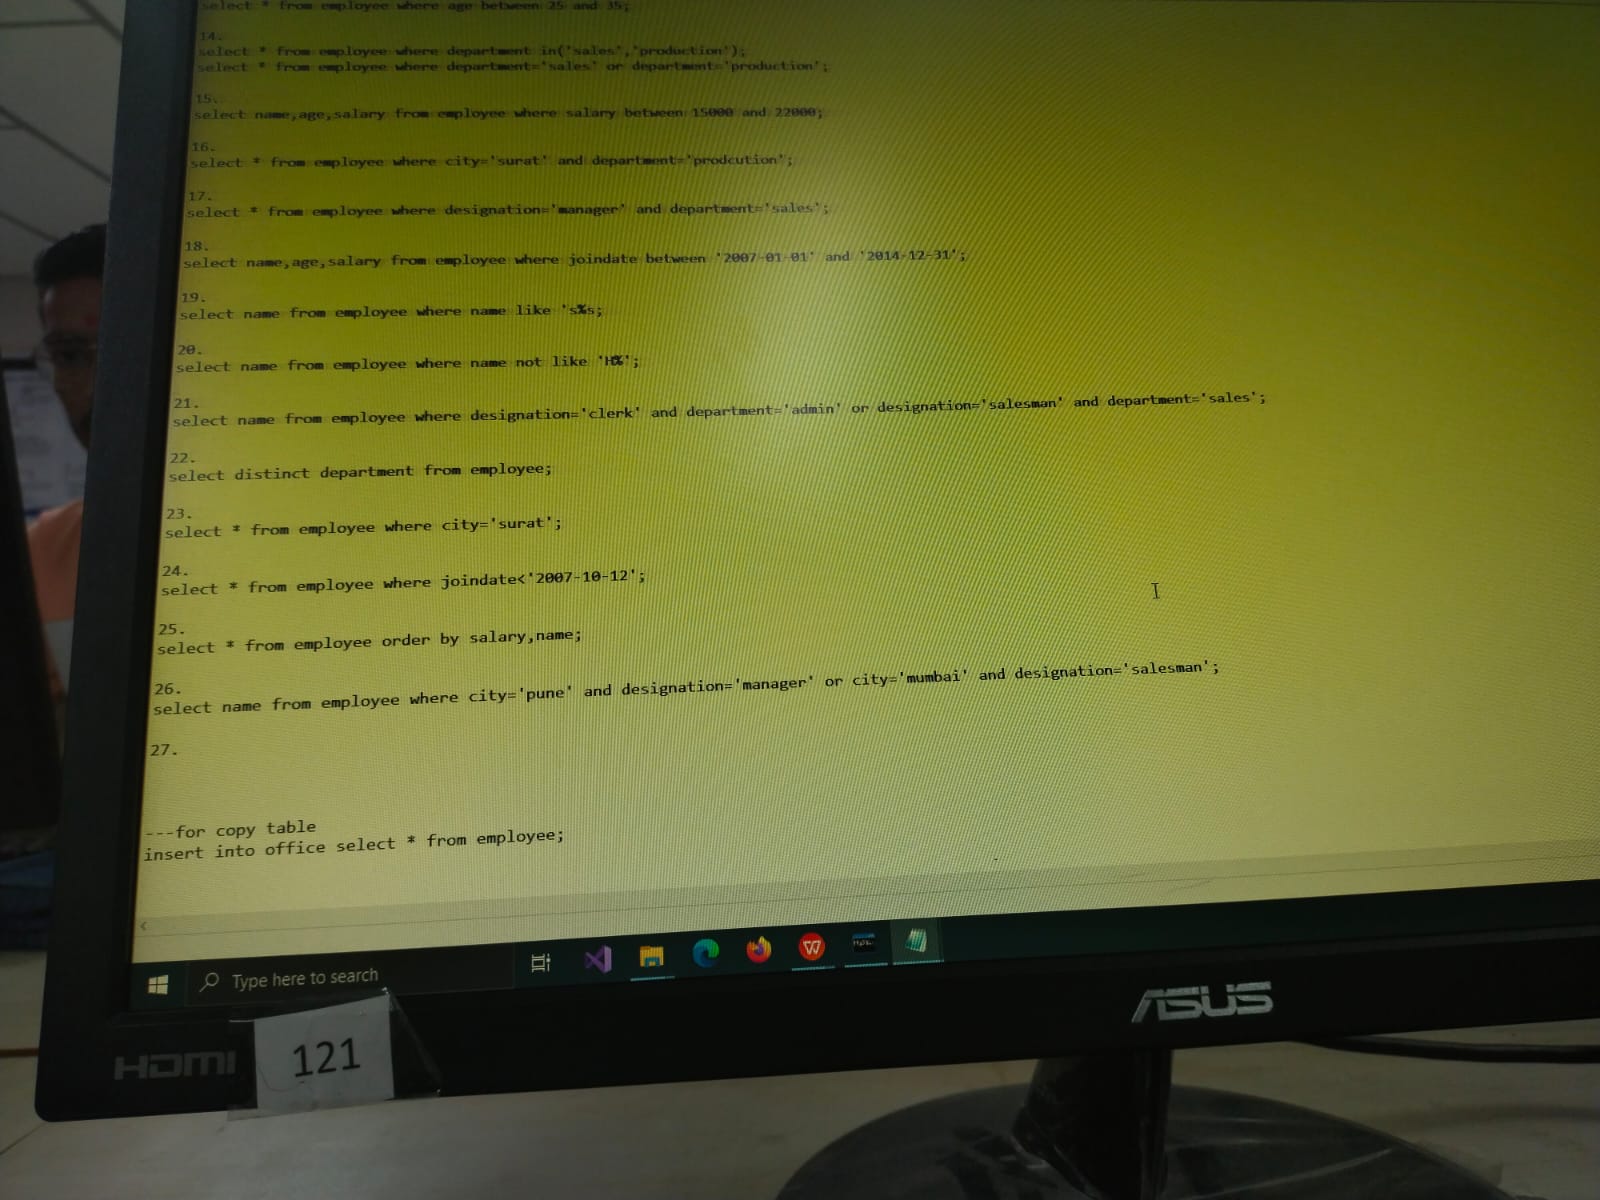 select * from employee where age between 25 and 35;
14.
select * from employee where department in('sales','production');
select * from employee where department='sales' or department='production';
15.
select name,age,salary from employee where salary between 15000 and 22000;
16.
select * from employee where city='surat' and department='prodcution';
17.
select * from employee where designation='manager' and department='sales';
18.
select name,age,salary from employee where joindate between '2007-01-01' and '2014-12-31';
19.
select name from employee where name like 's%s;
20.
select name from employee where name not like 'H%';
21.
select name from employee where designation='clerk' and department='admin' or designation='salesman' and department='sales';
22.
select distinct department from employee;
23.
select * from employee where city='surat';
24.
select * from employee where joindate<'2007-10-12';
25.
select * from employee order by salary,name;
26.
select name from employee where city='pune' and designation='manager' or city='mumbai' and designation='salesman';
27.
---for copy table
insert into office select * from employee;
Type here to search
ASUS
HDMI
121